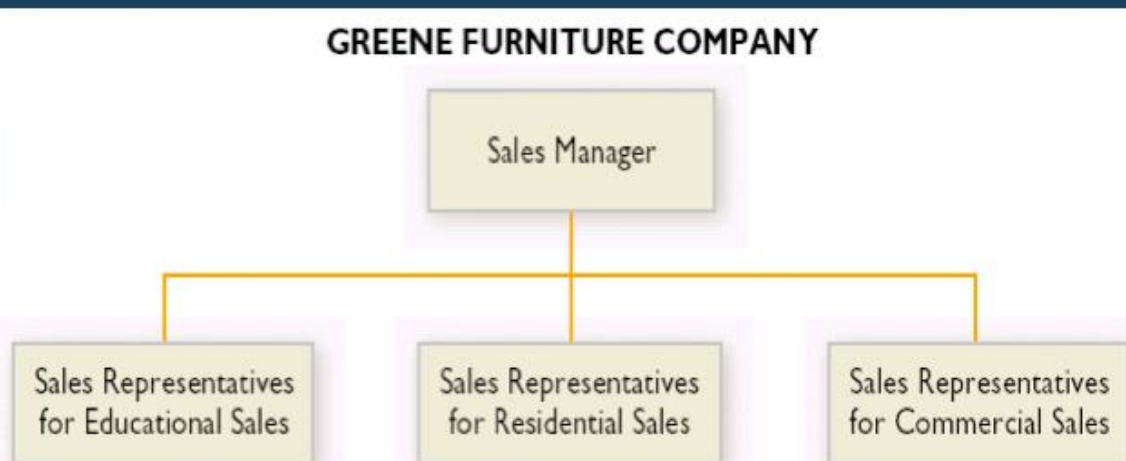 GREENE FURNITURE COMPANY
Sales Manager
Sales Representatives
for Educational Sales
Sales Representatives
for Residential Sales
Sales Representatives
for Commercial Sales